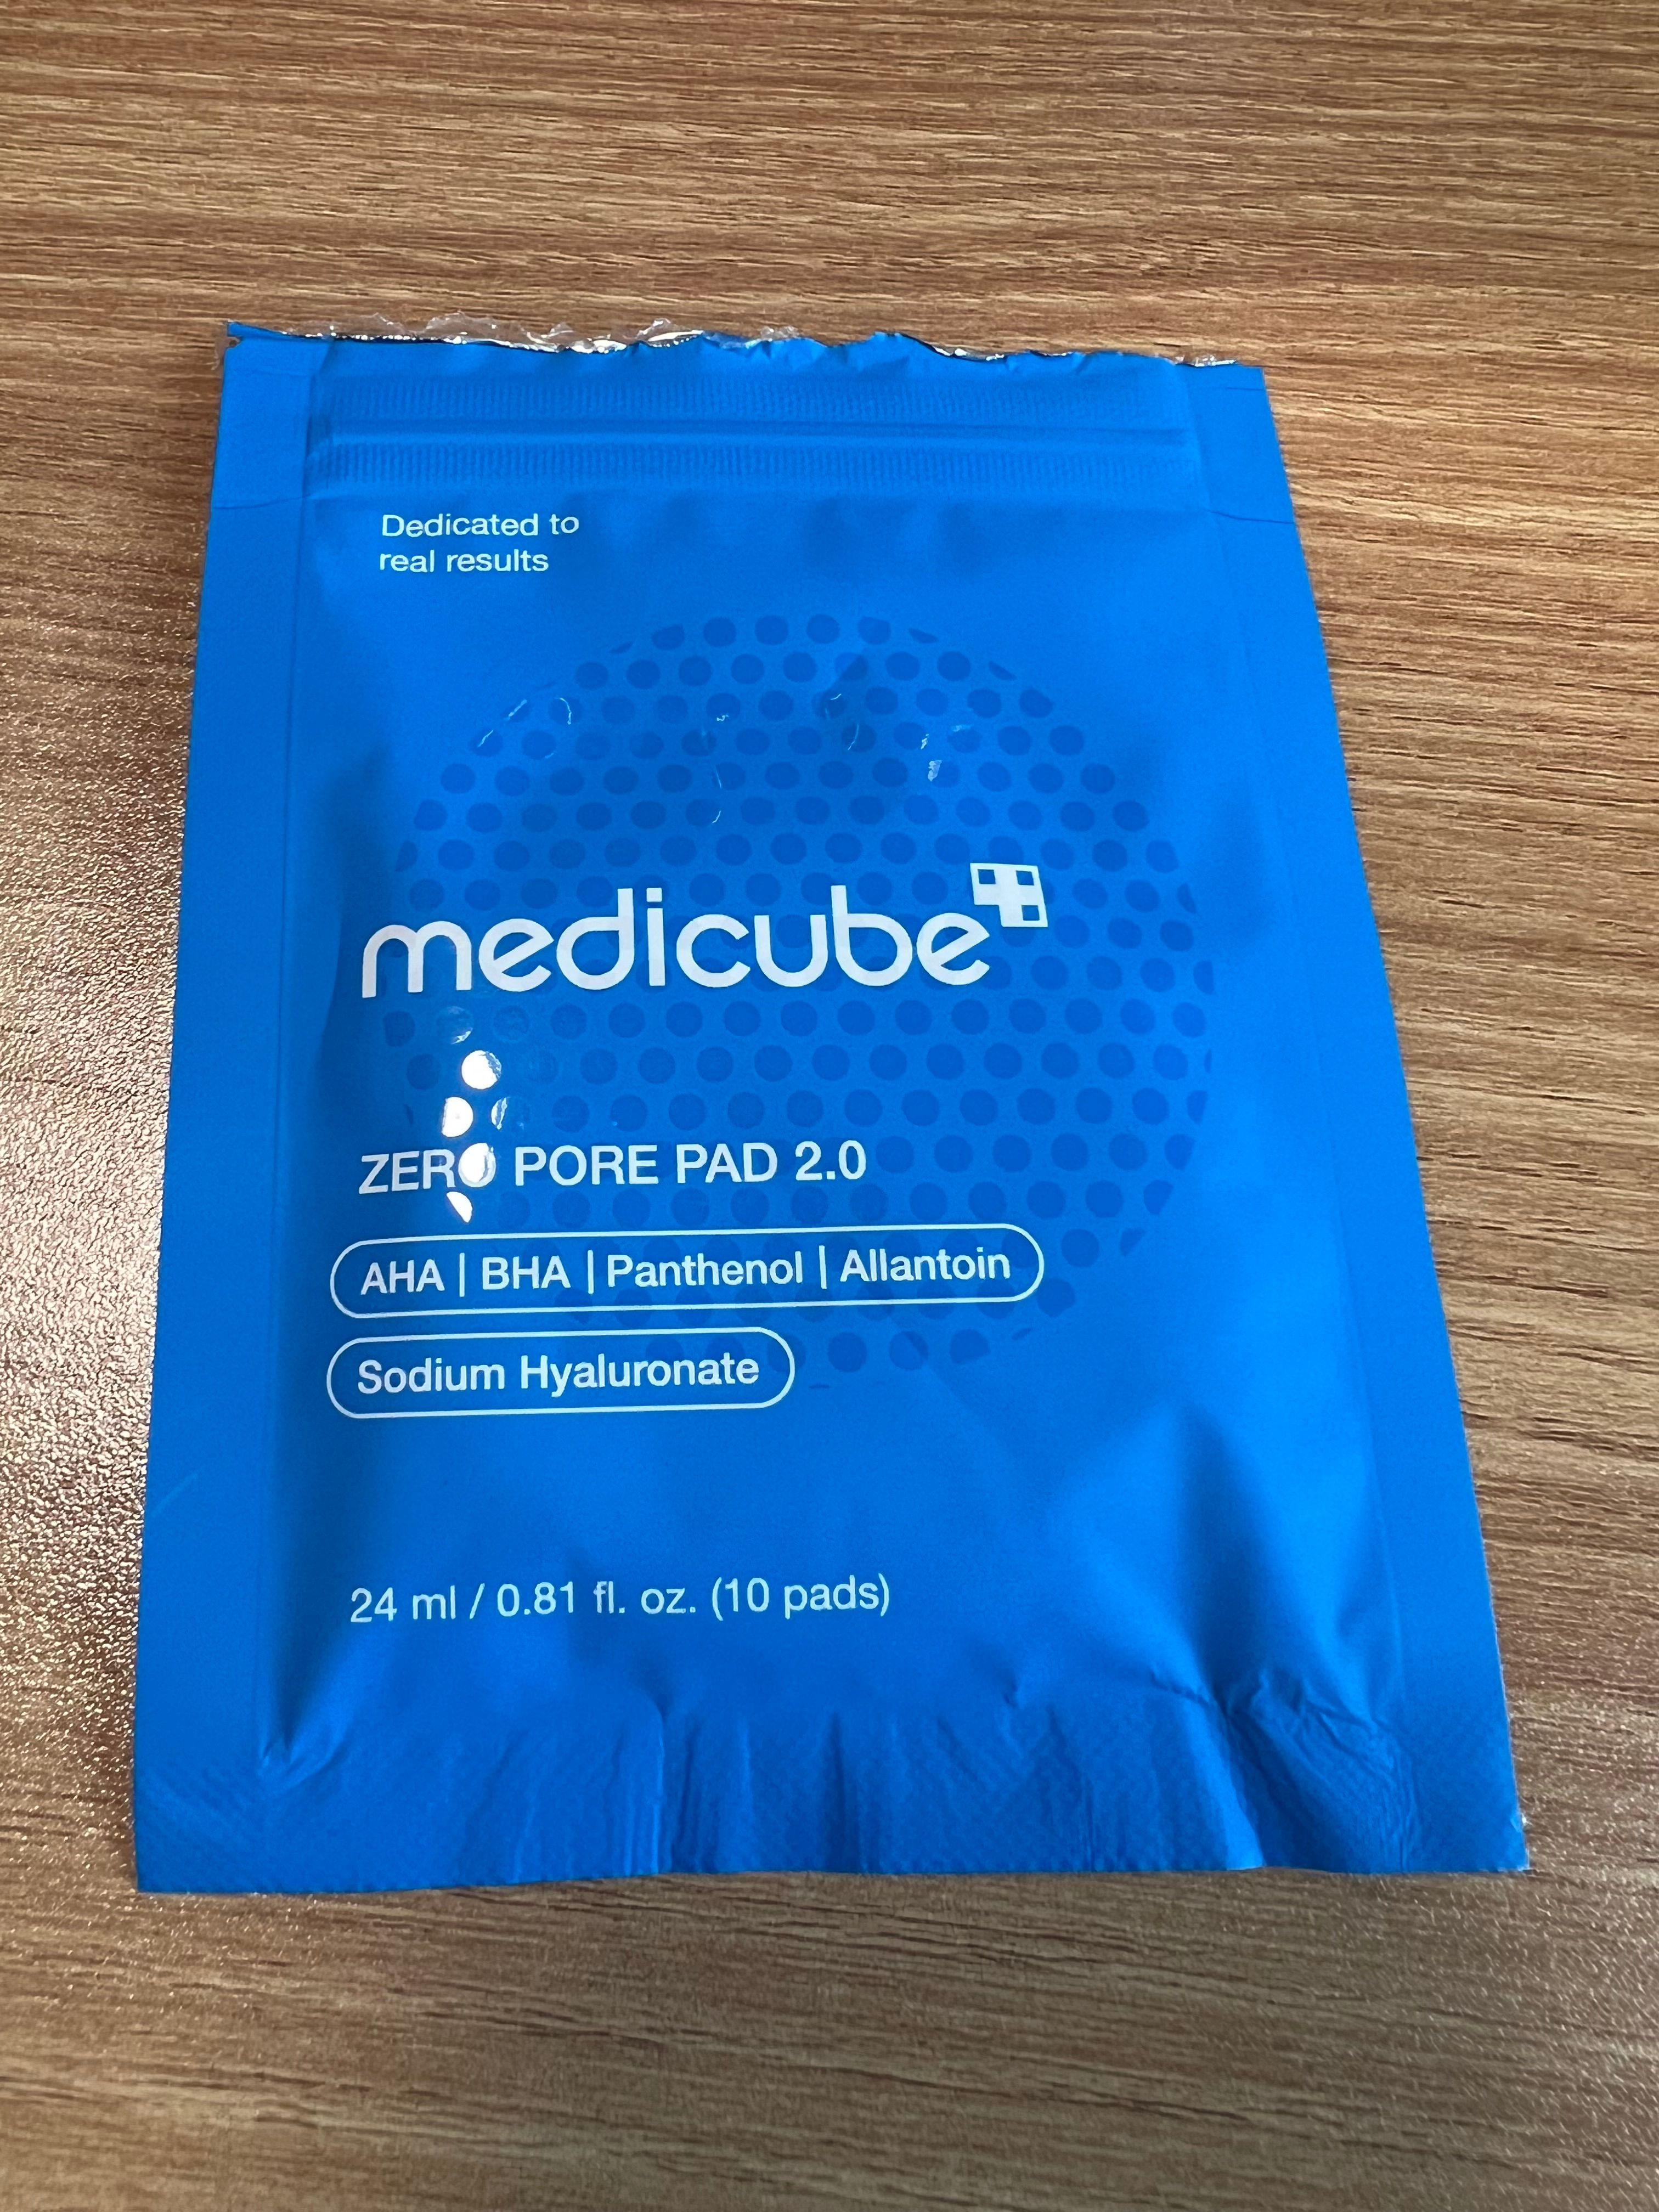 Dedicated to
real results
medicube
ZERO PORE PAD 2.0
AHA | BHA | Panthenol | Allantoin
Sodium Hyaluronate
24 ml / 0.81 fl. oz. (10 pads)